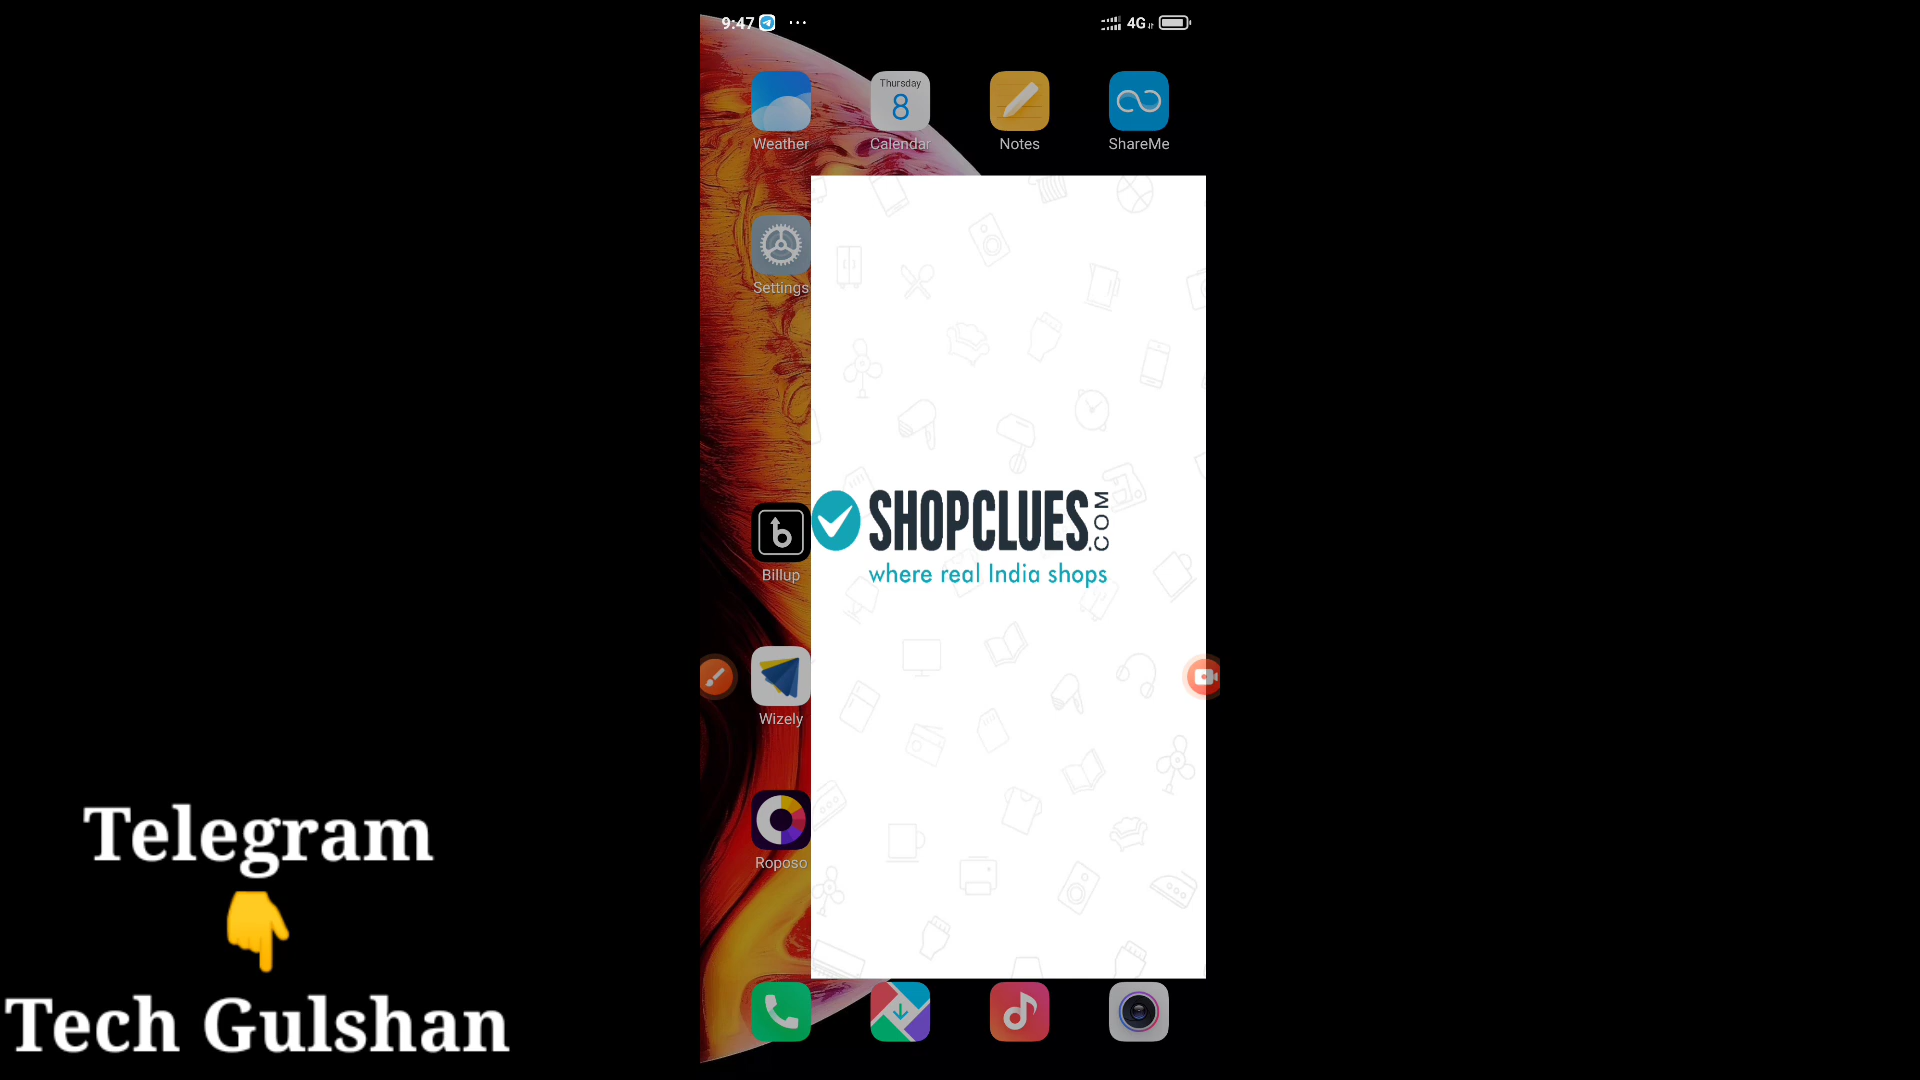 9:47
4G
Thursday
8
Weather
Calendar
Notes
ShareMe
Settings
SHOPCLUES.COM
where real India shops
b
Billup
Wizely
Roposo
Telegram
👇
Tech Gulshan